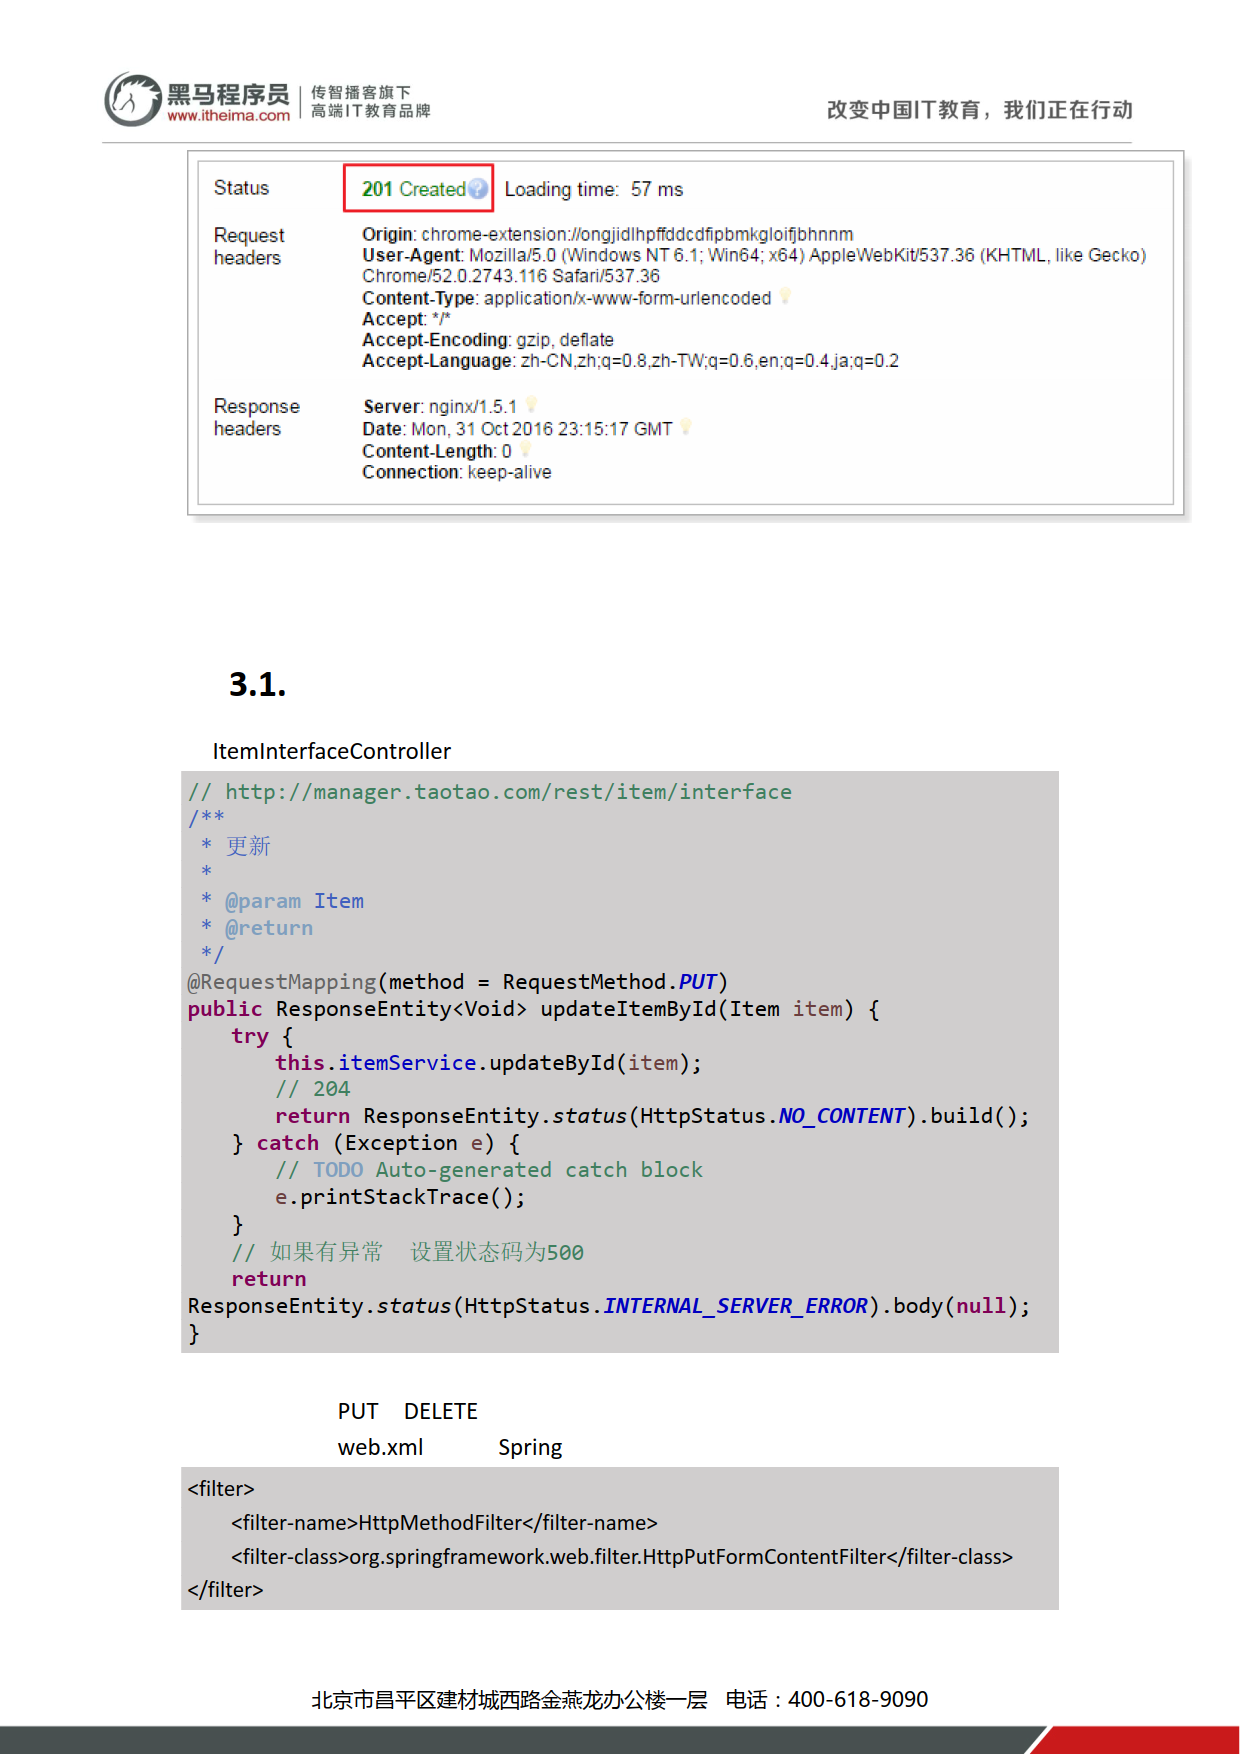 黑马程序员
www.itheima.com
传智播客旗下
高端IT教育品牌
改变中国IT教育，我们正在行动
Status 201 Created Loading time: 57 ms
Request headers
Origin: chrome-extension://ongjidlhpffddcdfipbmkgloifjbhnnm
User-Agent: Mozilla/5.0 (Windows NT 6.1; Win64; x64) AppleWebKit/537.36 (KHTML, like Gecko)
Chrome/52.0.2743.116 Safari/537.36
Content-Type: application/x-www-form-urlencoded
Accept: */*
Accept-Encoding: gzip, deflate
Accept-Language: zh-CN,zh;q=0.8,zh-TW;q=0.6,en;q=0.4,ja;q=0.2
Response headers
Server: nginx/1.5.1
Date: Mon, 31 Oct 2016 23:15:17 GMT
Content-Length: 0
Connection: keep-alive
3.1.
ItemInterfaceController
// http://manager.taotao.com/rest/item/interface
/**
 * 更新
 *
 * @param Item
 * @return
 */
@RequestMapping(method = RequestMethod.PUT)
public ResponseEntity<Void> updateItemById(Item item) {
try {
this.itemService.updateById(item);
// 204
return ResponseEntity.status(HttpStatus.NO_CONTENT).build();
} catch (Exception e) {
// TODO Auto-generated catch block
e.printStackTrace();
}
// 如果有异常 设置状态码为500
return
ResponseEntity.status(HttpStatus.INTERNAL_SERVER_ERROR).body(null);
}
PUT DELETE
web.xml Spring
<filter>
<filter-name>HttpMethodFilter</filter-name>
<filter-class>org.springframework.web.filter.HttpPutFormContentFilter</filter-class>
</filter>
北京市昌平区建材城西路金燕龙办公楼一层 电话：400-618-9090